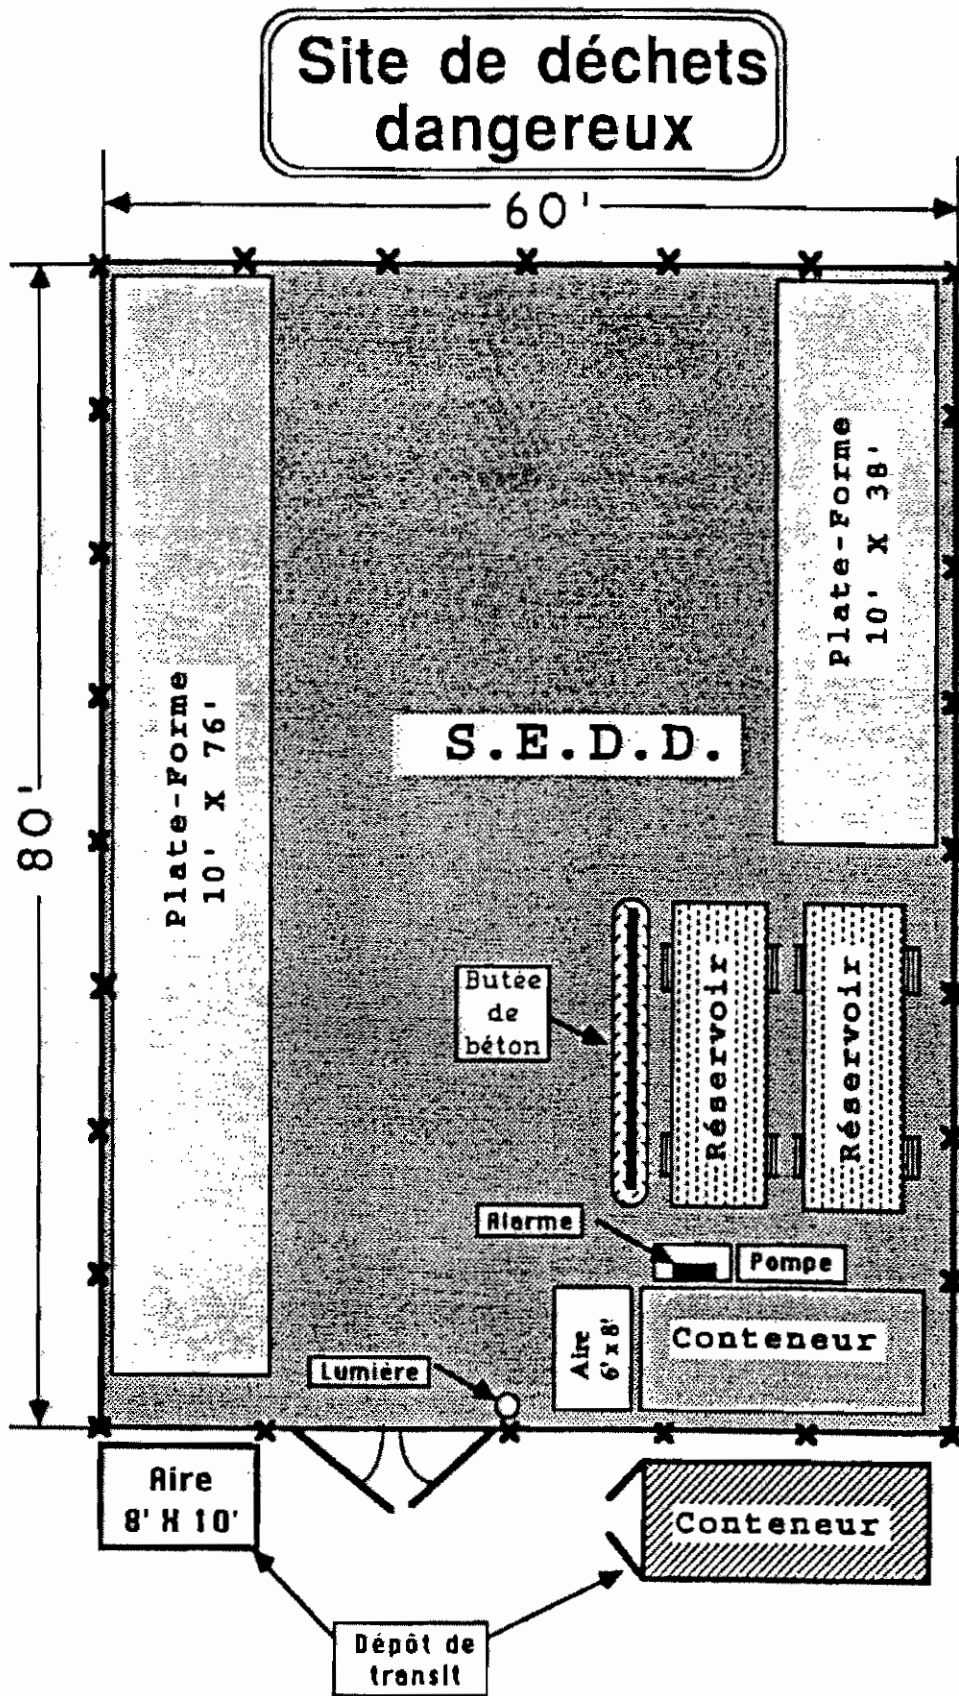 Site de déchets
dangereux
60'
80'
Plate-Forme
10' X 76'
Plate-Forme
10' X 38'
S.E.D.D.
Butée
de
béton
Réservoir
Réservoir
Alarme
Pompe
Aire
6' x 8'
Conteneur
Lumière
Aire
8' X 10'
Conteneur
Dépôt de
transit